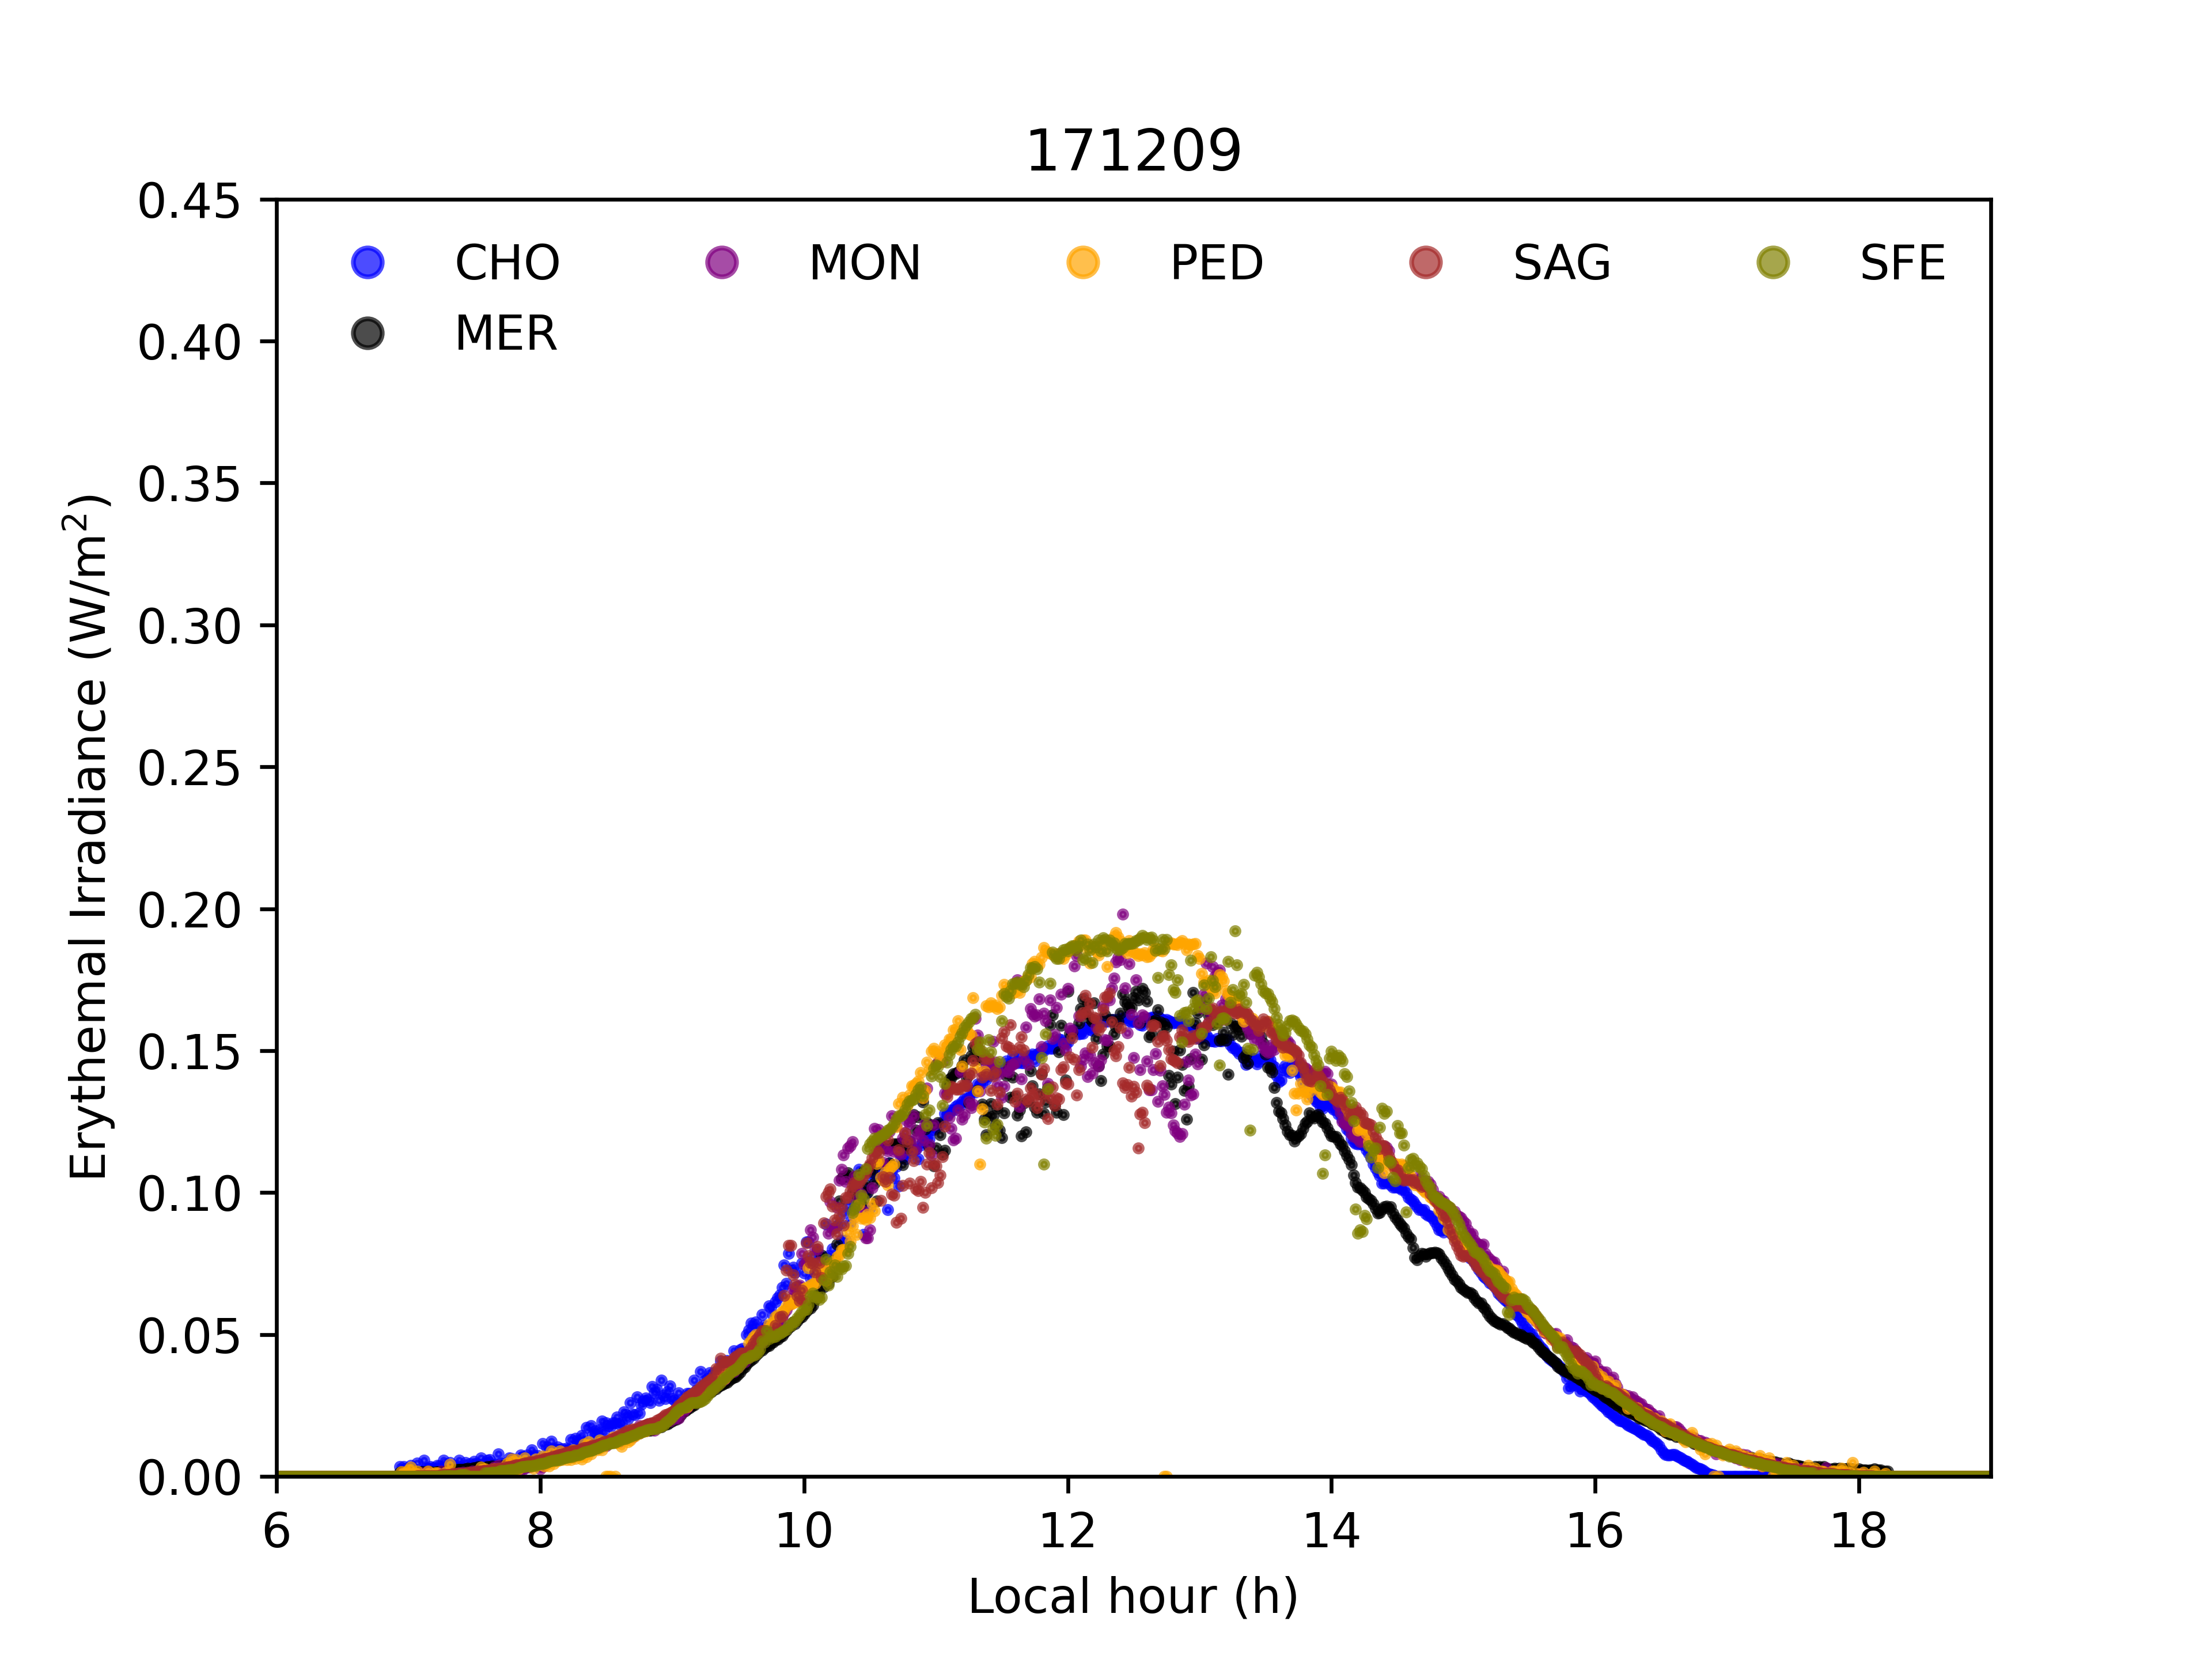 171209
0.45
0.40
0.35
0.30
0.25
0.20
0.15
0.10
0.05
0.00
Erythemal Irradiance (W/m²)
CHO MON PED SAG SFE
MER
6 8 10 12 14 16 18
Local hour (h)